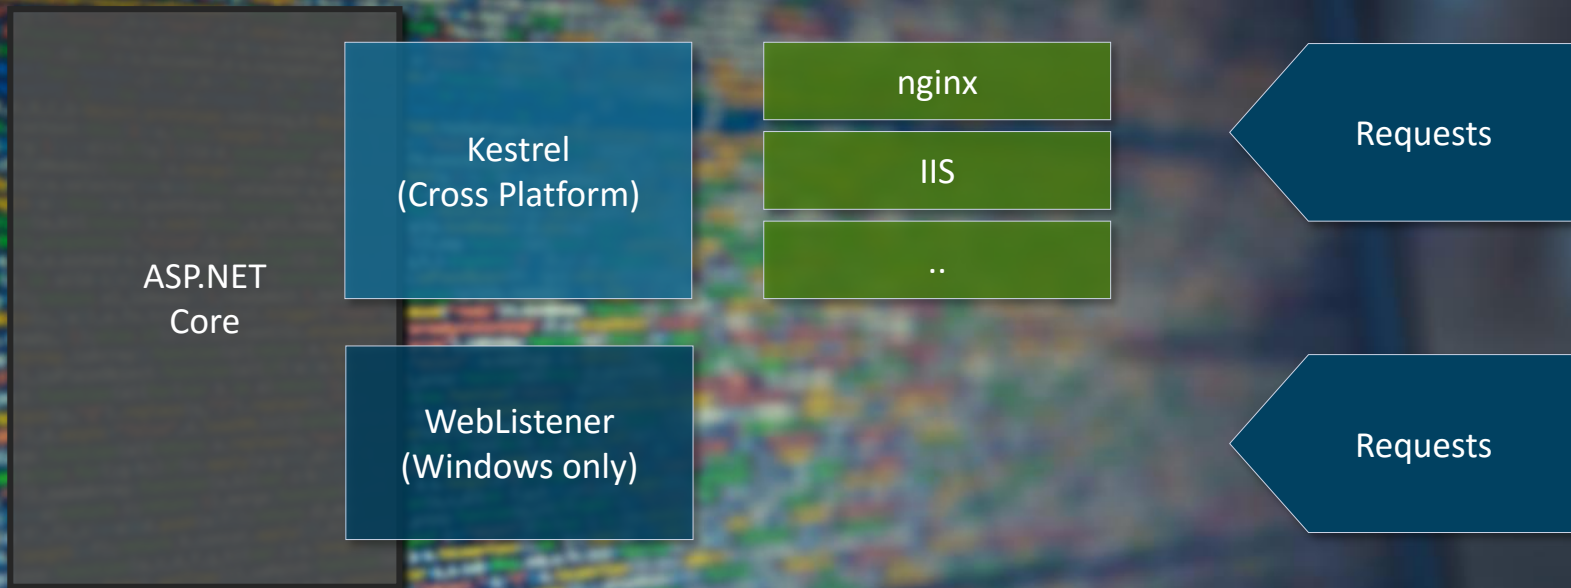 ASP.NET
Core
Kestrel
(Cross Platform)
WebListener
(Windows only)
nginx
IIS
..
Requests
Requests